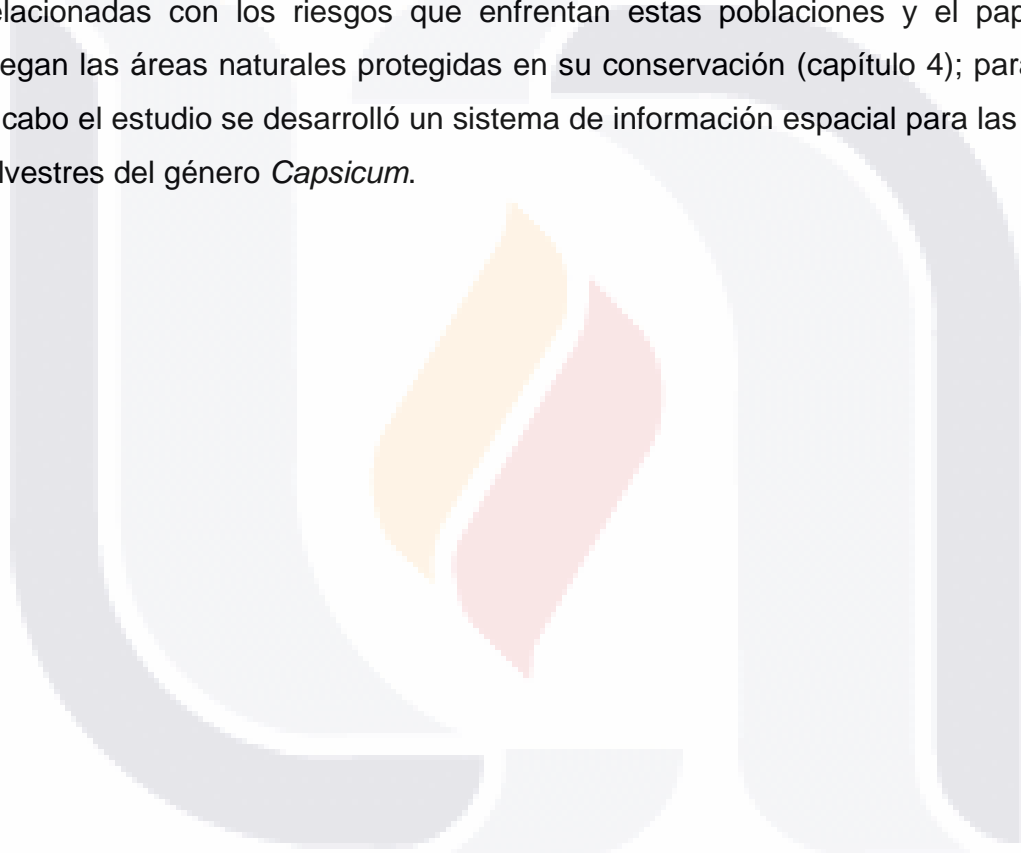 elacionadas con los riesgos que enfrentan estas poblaciones y el pap
egan las áreas naturales protegidas en su conservación (capítulo 4); para
cabo el estudio se desarrolló un sistema de información espacial para las
lvestres del género Capsicum.